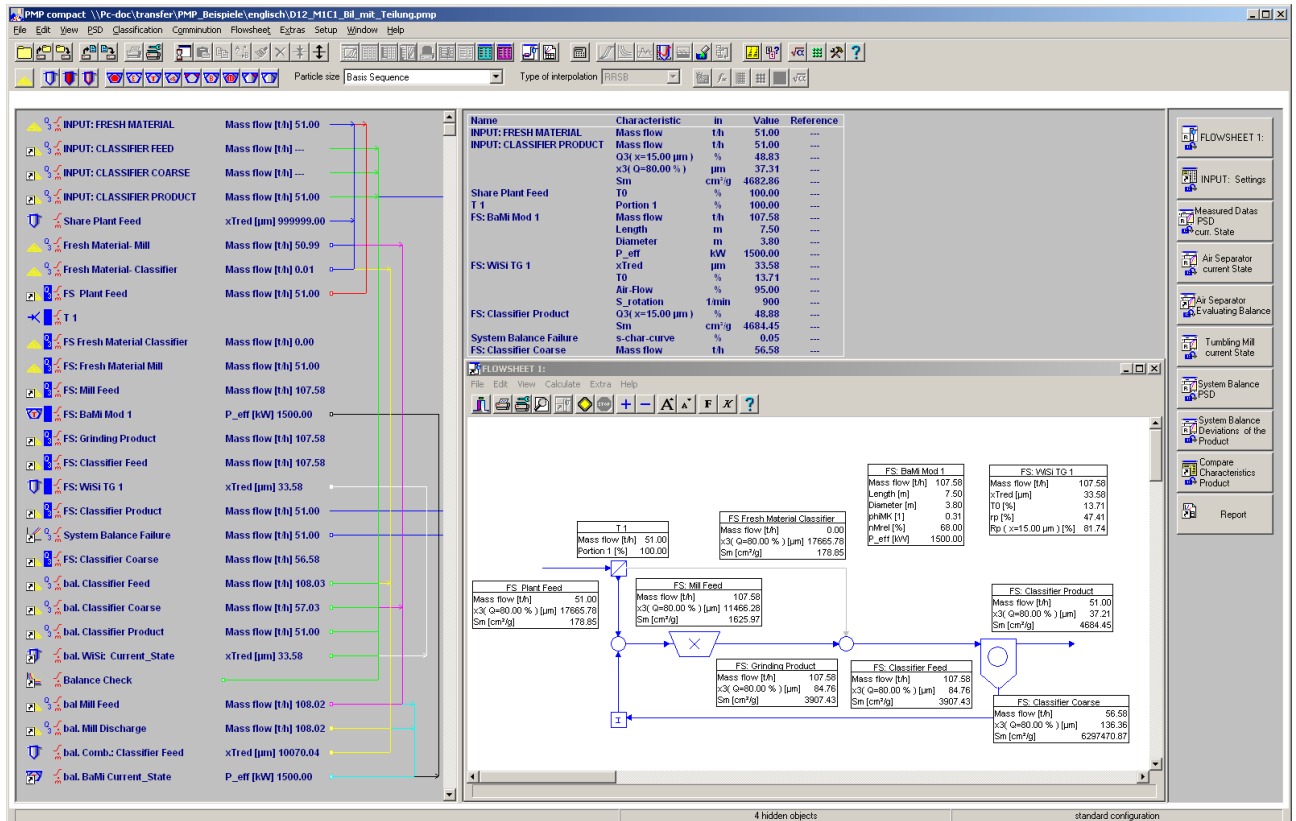 PMP compact \\Pc-doc\transfer\PMP_Beispiele\englisch\D12_M1C1_Bil_mit_Teilung.pmp
File Edit View PSD Classification Comminution Flowsheet Extras Setup Window Help
Particle size Basis Sequence Type of interpolation RRSB
INPUT: FRESH MATERIAL Mass flow [t/h] 51.00
INPUT: CLASSIFIER FEED Mass flow [t/h] ---
INPUT: CLASSIFIER COARSE Mass flow [t/h] ---
INPUT: CLASSIFIER PRODUCT Mass flow [t/h] 51.00
Share Plant Feed xTred [µm] 999999.00
Fresh Material- Mill Mass flow [t/h] 50.99
Fresh Material- Classifier Mass flow [t/h] 0.01
FS Plant Feed Mass flow [t/h] 51.00
T 1
FS Fresh Material Classifier Mass flow [t/h] 0.00
FS: Fresh Material Mill Mass flow [t/h] 51.00
FS: Mill Feed Mass flow [t/h] 107.58
FS: BaMi Mod 1 P_eff [kW] 1500.00
FS: Grinding Product Mass flow [t/h] 107.58
FS: Classifier Feed Mass flow [t/h] 107.58
FS: WiSi TG 1 xTred [µm] 33.58
FS: Classifier Product Mass flow [t/h] 51.00
System Balance Failure Mass flow [t/h] 51.00
FS: Classifier Coarse Mass flow [t/h] 56.58
bal. Classifier Feed Mass flow [t/h] 108.03
bal. Classifier Coarse Mass flow [t/h] 57.03
bal. Classifier Product Mass flow [t/h] 51.00
bal. WiSi: Current_State xTred [µm] 33.58
Balance Check
bal Mill Feed Mass flow [t/h] 108.02
bal. Mill Discharge Mass flow [t/h] 108.02
bal. Comb.: Classifier Feed xTred [µm] 10070.04
bal. BaMi Current_State P_eff [kW] 1500.00
Name Characteristic in Value Reference
INPUT: FRESH MATERIAL Mass flow t/h 51.00 ---
INPUT: CLASSIFIER PRODUCT Mass flow t/h 51.00 ---
Q3( x=15.00 µm ) % 48.83 ---
x3( Q=80.00 % ) µm 37.31 ---
Sm cm²/g 4682.86 ---
Share Plant Feed T0 % 100.00 ---
T 1 Portion 1 % 100.00 ---
FS: BaMi Mod 1 Mass flow t/h 107.58 ---
Length m 7.50 ---
Diameter m 3.80 ---
P_eff kW 1500.00 ---
FS: WiSi TG 1 xTred µm 33.58 ---
T0 % 13.71 ---
Air-Flow % 95.00 ---
S_rotation 1/min 900 ---
FS: Classifier Product Q3( x=15.00 µm ) % 48.88 ---
Sm cm²/g 4684.45 ---
System Balance Failure s-char-curve % 0.05 ---
FS: Classifier Coarse Mass flow t/h 56.58 ---
FLOWSHEET 1:
File Edit View Calculate Extra Help
STOP + - A A F K ?
FS: BaMi Mod 1
Mass flow [t/h] 107.58
Length [m] 7.50
Diameter [m] 3.80
phiMK [1] 0.31
nMrel [%] 68.00
P_eff [kW] 1500.00
FS: WiSi TG 1
Mass flow [t/h] 107.58
xTred [µm] 33.58
T0 [%] 13.71
rp [%] 47.41
Rp ( x=15.00 µm ) [%] 81.74
T 1
Mass flow [t/h] 51.00
Portion 1 [%] 100.00
FS Fresh Material Classifier
Mass flow [t/h] 0.00
x3( Q=80.00 % ) [µm] 17665.78
Sm [cm²/g] 178.85
FS Plant Feed
Mass flow [t/h] 51.00
x3( Q=80.00 % ) [µm] 17665.78
Sm [cm²/g] 178.85
FS: Mill Feed
Mass flow [t/h] 107.58
x3( Q=80.00 % ) [µm] 11466.28
Sm [cm²/g] 1625.97
FS: Classifier Product
Mass flow [t/h] 51.00
x3( Q=80.00 % ) [µm] 37.21
Sm [cm²/g] 4684.45
FS: Grinding Product
Mass flow [t/h] 107.58
x3( Q=80.00 % ) [µm] 84.76
Sm [cm²/g] 3907.43
FS: Classifier Feed
Mass flow [t/h] 107.58
x3( Q=80.00 % ) [µm] 84.76
Sm [cm²/g] 3907.43
FS: Classifier Coarse
Mass flow [t/h] 56.58
x3( Q=80.00 % ) [µm] 136.36
Sm [cm²/g] 6297470.87
I
FLOWSHEET 1:
INPUT: Settings
Measured Datas
PSD
curr. State
Air Separator
current State
Air Separator
Evaluating Balance
Tumbling Mill
current State
System Balance
PSD
System Balance
Deviations of the
Product
Compare
Characteristics
Product
Report
4 hidden objects standard configuration